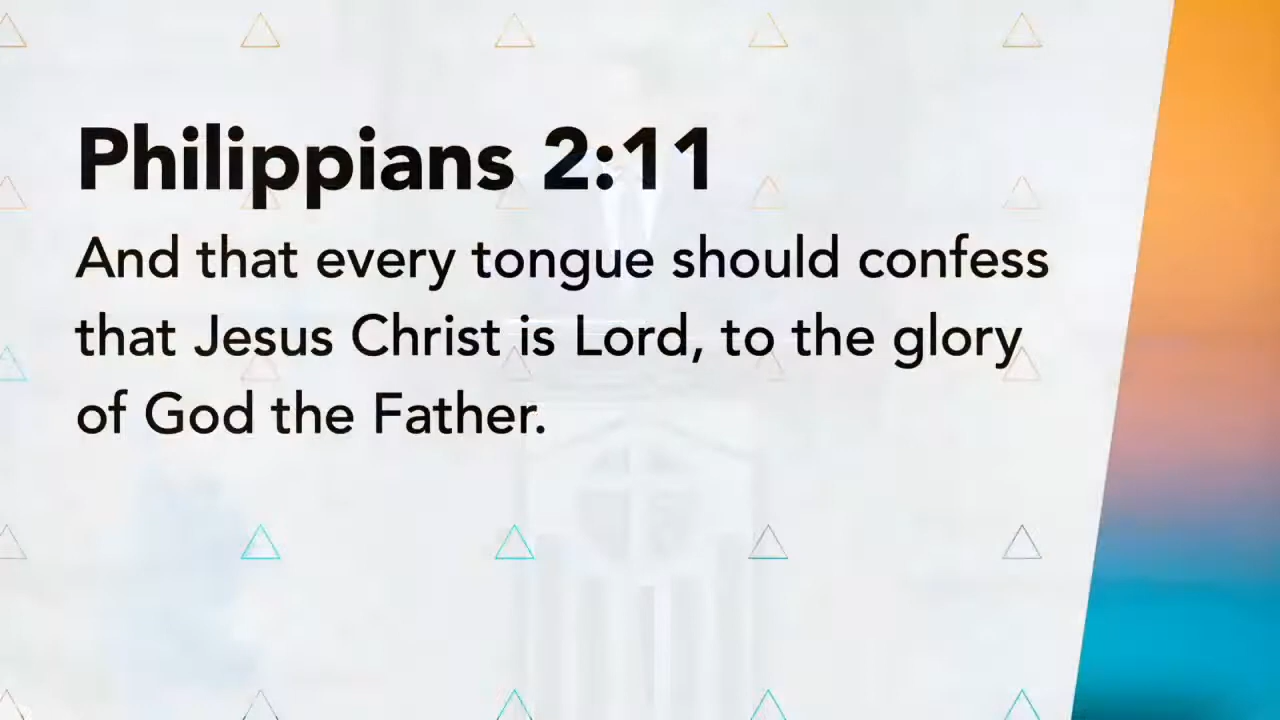 Philippians 2:11
And that every tongue should confess
that Jesus Christ is Lord, to the glory
of God the Father.